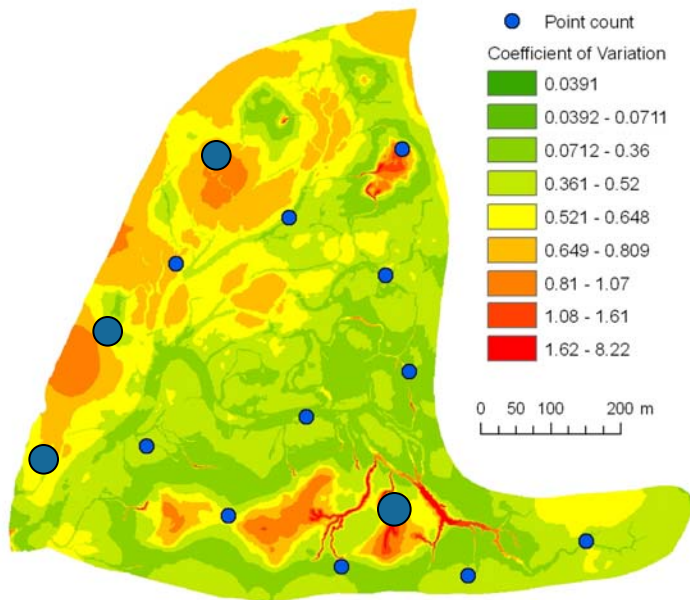 Point count
Coefficient of Variation
0.0391
0.0392 - 0.0711
0.0712 - 0.36
0.361 - 0.52
0.521 - 0.648
0.649 - 0.809
0.81 - 1.07
1.08 - 1.61
1.62 - 8.22
0 50 100 200 m